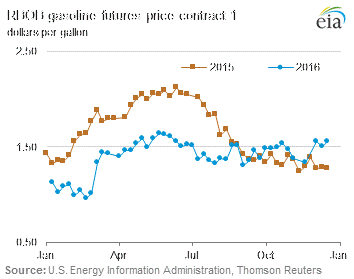 RBOB gasoline futures price contract 1
dollars per gallon
eia
2.50
2015
2016
1.50
0.50
Jan Apr Jul Oct Jan
Source: U.S. Energy Information Administration, Thomson Reuters